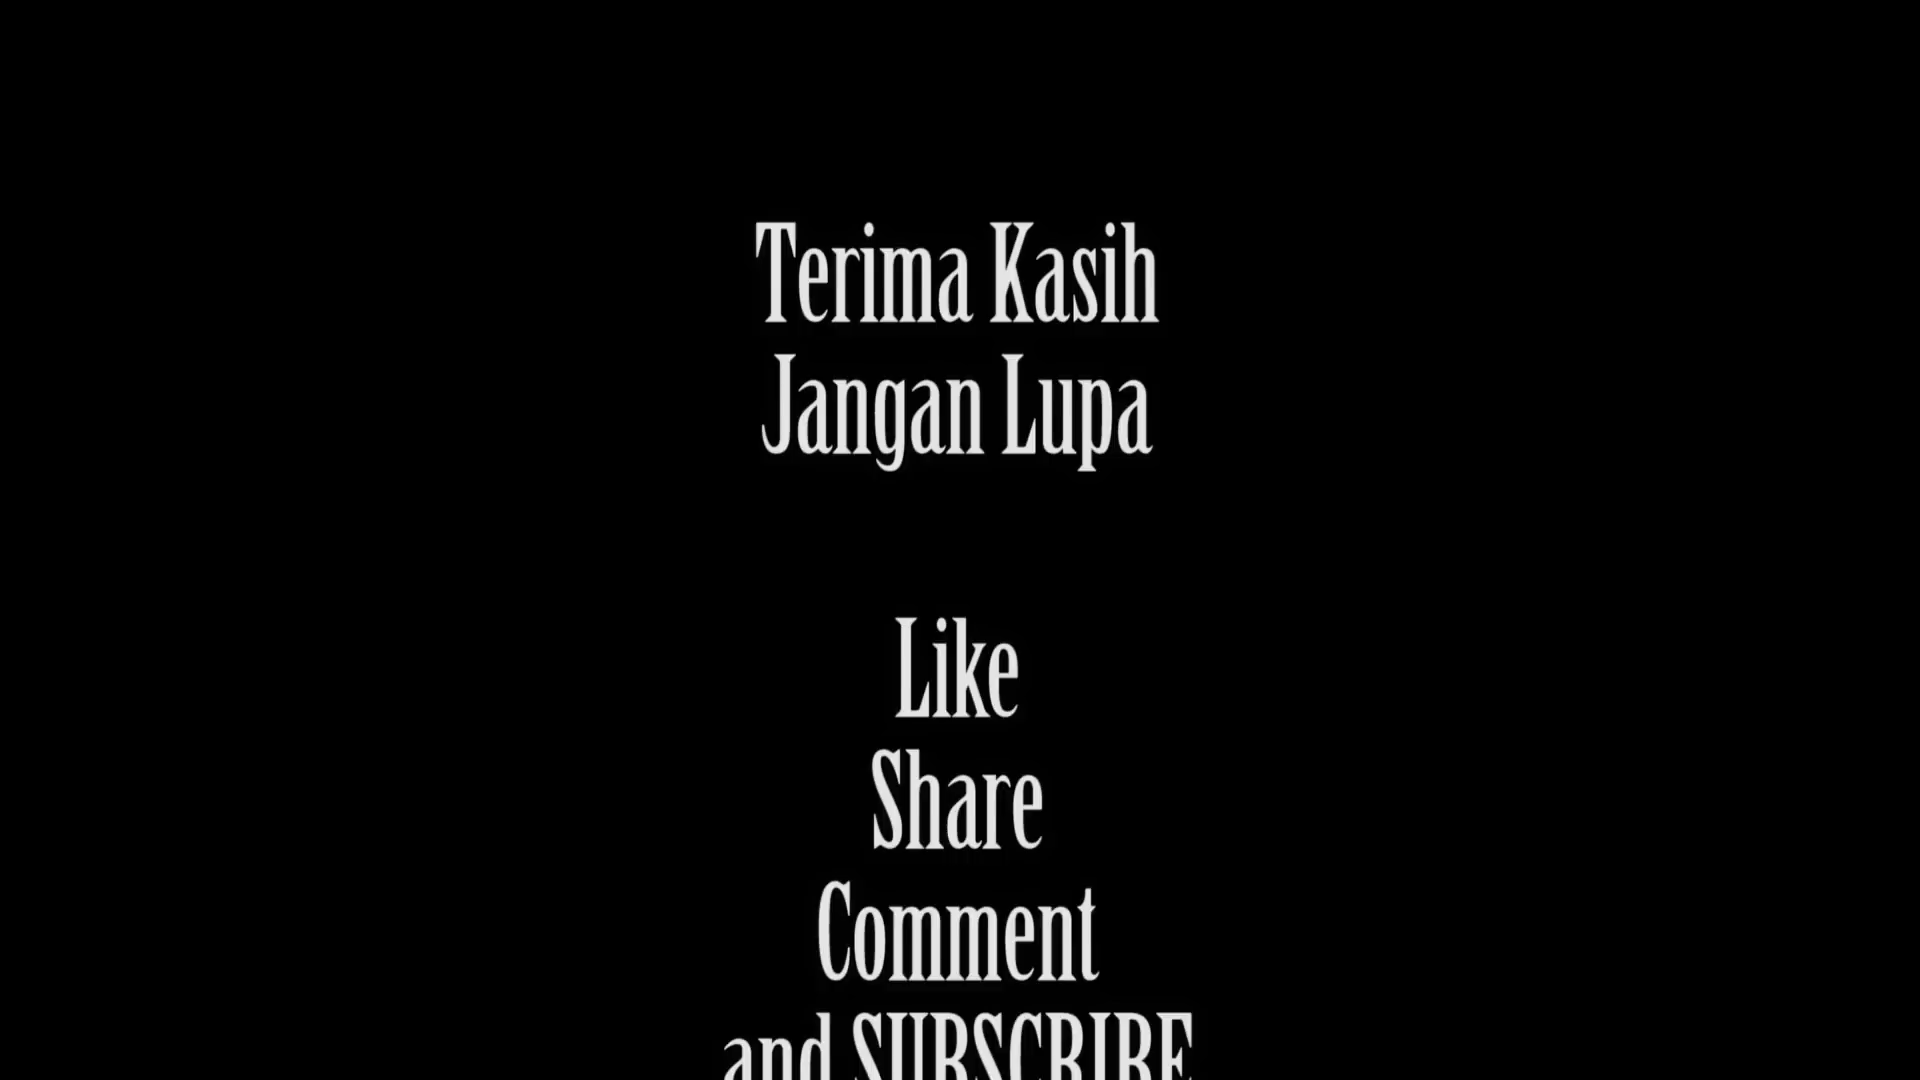 Terima Kasih
Jangan Lupa
Like
Share
Comment
and SUBSCRIBE